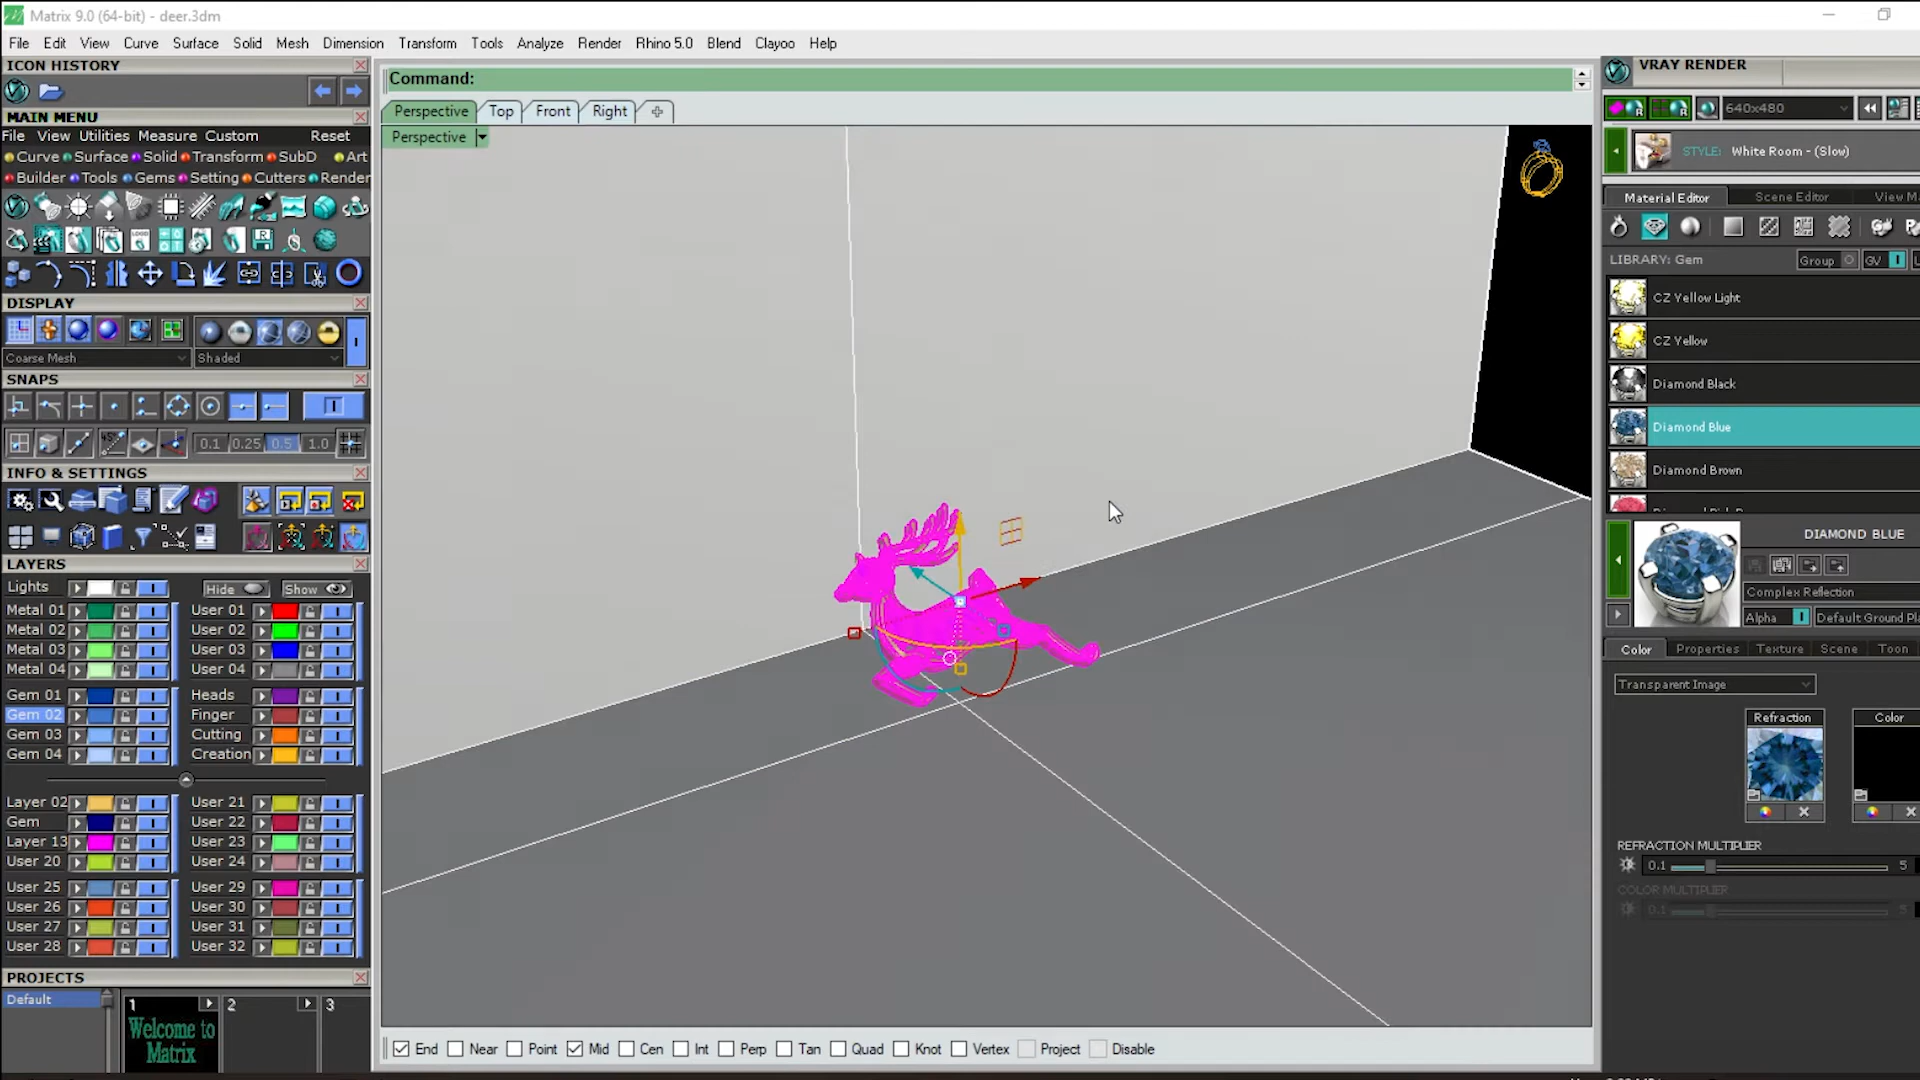 Matrix 9.0 (64-bit) - deer.3dm
File Edit View Curve Surface Solid Mesh Dimension Transform Tools Analyze Render Rhino 5.0 Blend Clayoo Help
ICON HISTORY
MAIN MENU
File View Utilities Measure Custom Reset
Curve Surface Solid Transform SubD Art
Builder Tools Gems Setting Cutters Render
DISPLAY
Coarse Mesh Shaded
SNAPS
0.1 0.25 0.5 1.0
INFO & SETTINGS
LAYERS
Lights Hide Show
Metal 01 User 01
Metal 02 User 02
Metal 03 User 03
Metal 04 User 04
Gem 01 Heads
Gem 02 Finger
Gem 03 Cutting
Gem 04 Creation
Layer 02 User 21
Gem User 22
Layer 13 User 23
User 20 User 24
User 25 User 29
User 26 User 30
User 27 User 31
User 28 User 32
PROJECTS
Default
1 2 3
Welcome to
Matrix
Command:
Perspective Top Front Right
Perspective
End Near Point Mid Cen Int Perp Tan Quad Knot Vertex Project Disable
VRAY RENDER
640x480
STYLE: White Room - (Slow)
Material Editor Scene Editor View M
LIBRARY: Gem Group GV
CZ Yellow Light
CZ Yellow
Diamond Black
Diamond Blue
Diamond Brown
DIAMOND BLUE
Complex Reflection
Alpha Default Ground Pla
Color Properties Texture Scene Toon
Transparent Image
Refraction Color
REFRACTION MULTIPLIER
0.1 5
COLOR MULTIPLIER
0.1 5